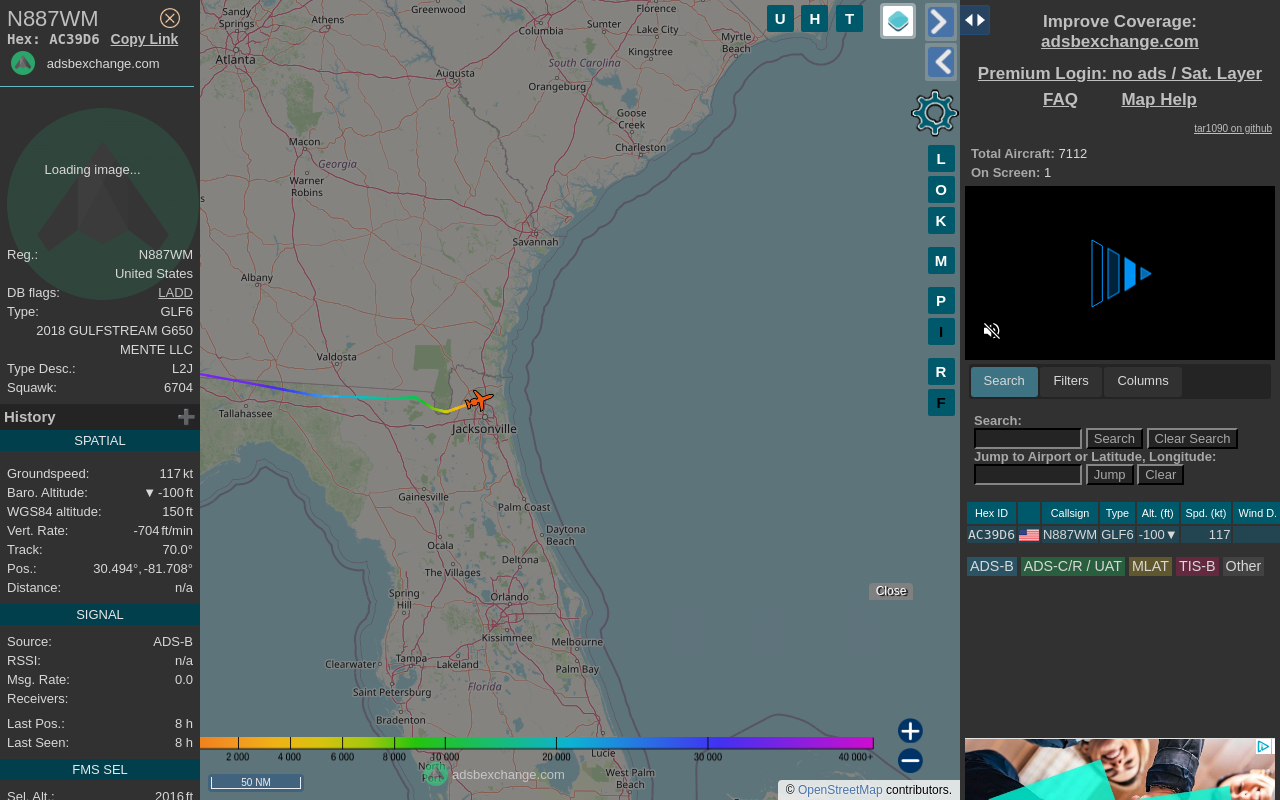 N887WM
Hex: AC39D6 Copy Link
adsbexchange.com
Loading image...
Reg.: N887WM
United States
DB flags: LADD
Type: GLF6
2018 GULFSTREAM G650
MENTE LLC
Type Desc.: L2J
Squawk: 6704
History
SPATIAL
Groundspeed: 117 kt
Baro. Altitude: ▼ -100 ft
WGS84 altitude: 150 ft
Vert. Rate: -704 ft/min
Track: 70.0°
Pos.: 30.494°, -81.708°
Distance: n/a
SIGNAL
Source: ADS-B
RSSI: n/a
Msg. Rate: 0.0
Receivers:
Last Pos.: 8 h
Last Seen: 8 h
FMS SEL
Sel. Alt.: 2016 ft
Sandy Springs
Athens
Greenwood
Florence
Sumter
Lake City
Columbia
Myrtle Beach
Kingstree
Atlanta
South Carolina
Augusta
Orangeburg
Goose Creek
Charleston
Macon
Georgia
Warner Robins
s
Savannah
Albany
Valdosta
Tallahassee
Jacksonville
Gainesville
Palm Coast
Daytona Beach
Ocala
Deltona
The Villages
Spring Hill
Orlando
Kissimmee
Melbourne
Clearwater
Tampa
Lakeland
Palm Bay
Saint Petersburg
Florida
Bradenton
North Port
Lucie
West Palm Beach
U H T
L
O
K
M
P
I
R
F
Close
2 000 4 000 6 000 8 000 10 000 20 000 30 000 40 000+
adsbexchange.com
50 NM
© OpenStreetMap contributors.
Improve Coverage:
adsbexchange.com
Premium Login: no ads / Sat. Layer
FAQ Map Help
tar1090 on github
Total Aircraft: 7112
On Screen: 1
Search Filters Columns
Search:
Search Clear Search
Jump to Airport or Latitude, Longitude:
Jump Clear
Hex ID Callsign Type Alt. (ft) Spd. (kt) Wind D.
AC39D6 N887WM GLF6 -100▼ 117
ADS-B ADS-C/R / UAT MLAT TIS-B Other